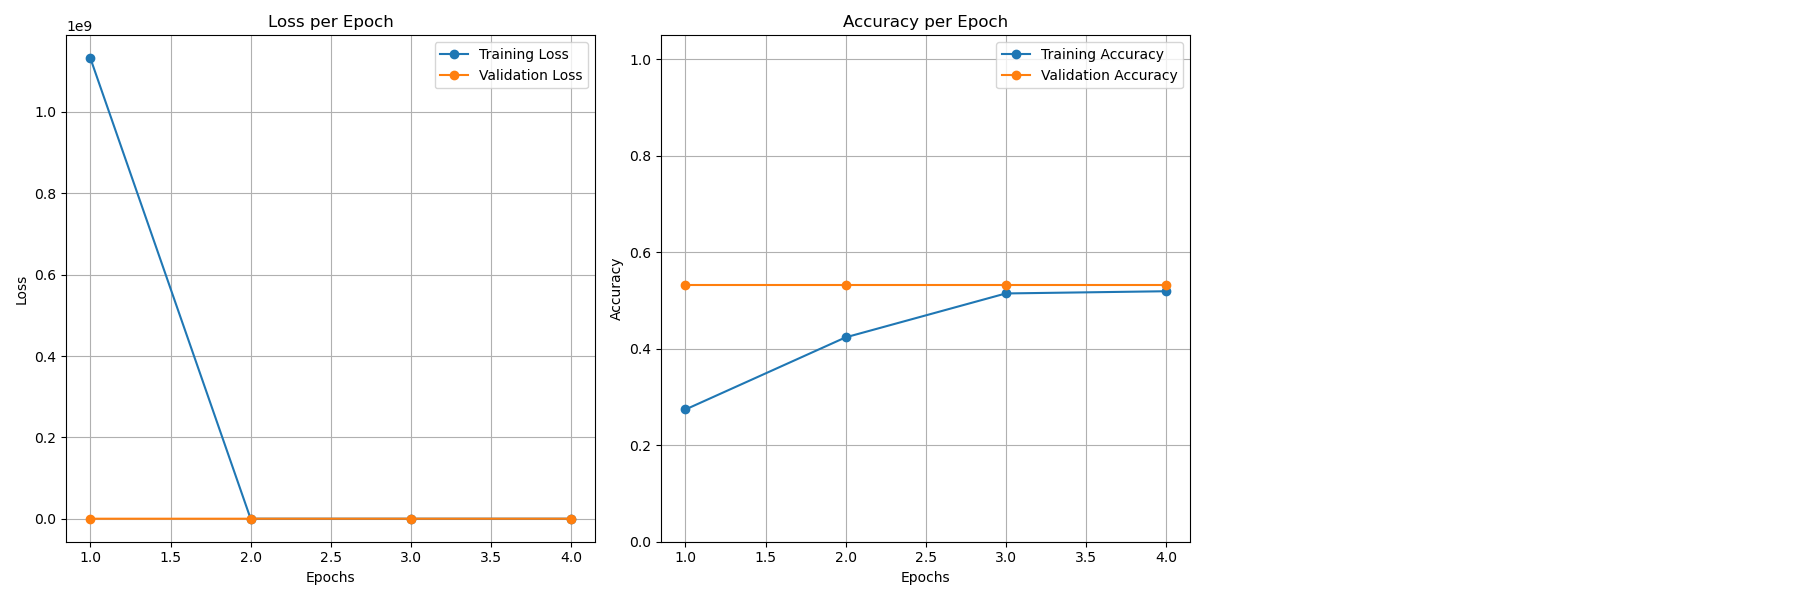 Loss per Epoch
1e9
Training Loss
Validation Loss
1.0
0.8
0.6
0.4
0.2
0.0
Loss
1.0 1.5 2.0 2.5 3.0 3.5 4.0
Epochs
Accuracy per Epoch
Training Accuracy
Validation Accuracy
1.0
0.8
0.6
0.4
0.2
0.0
Accuracy
1.0 1.5 2.0 2.5 3.0 3.5 4.0
Epochs